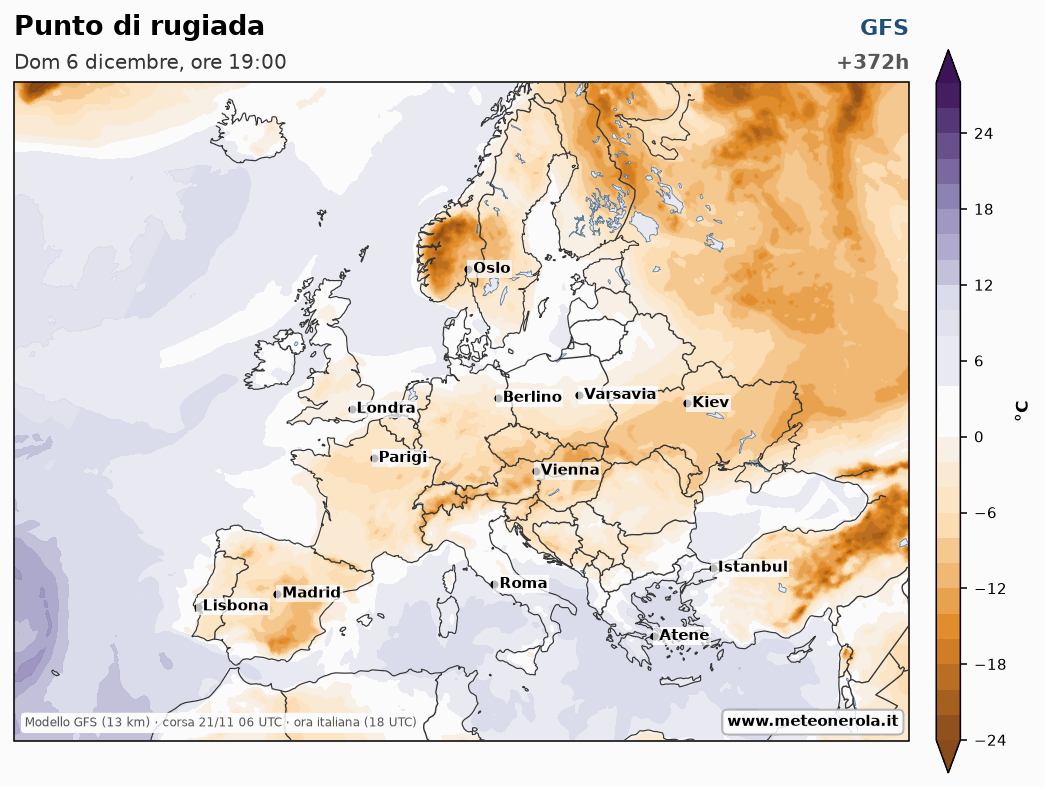 Punto di rugiada
GFS
Dom 6 dicembre, ore 19:00
+372h
Oslo
Berlino
Varsavia
Kiev
Londra
Parigi
Vienna
Istanbul
Roma
Madrid
Lisbona
Atene
24
18
12
6
0
−6
−12
−18
−24
°C
Modello GFS (13 km) · corsa 21/11 06 UTC · ora italiana (18 UTC)
www.meteonerola.it